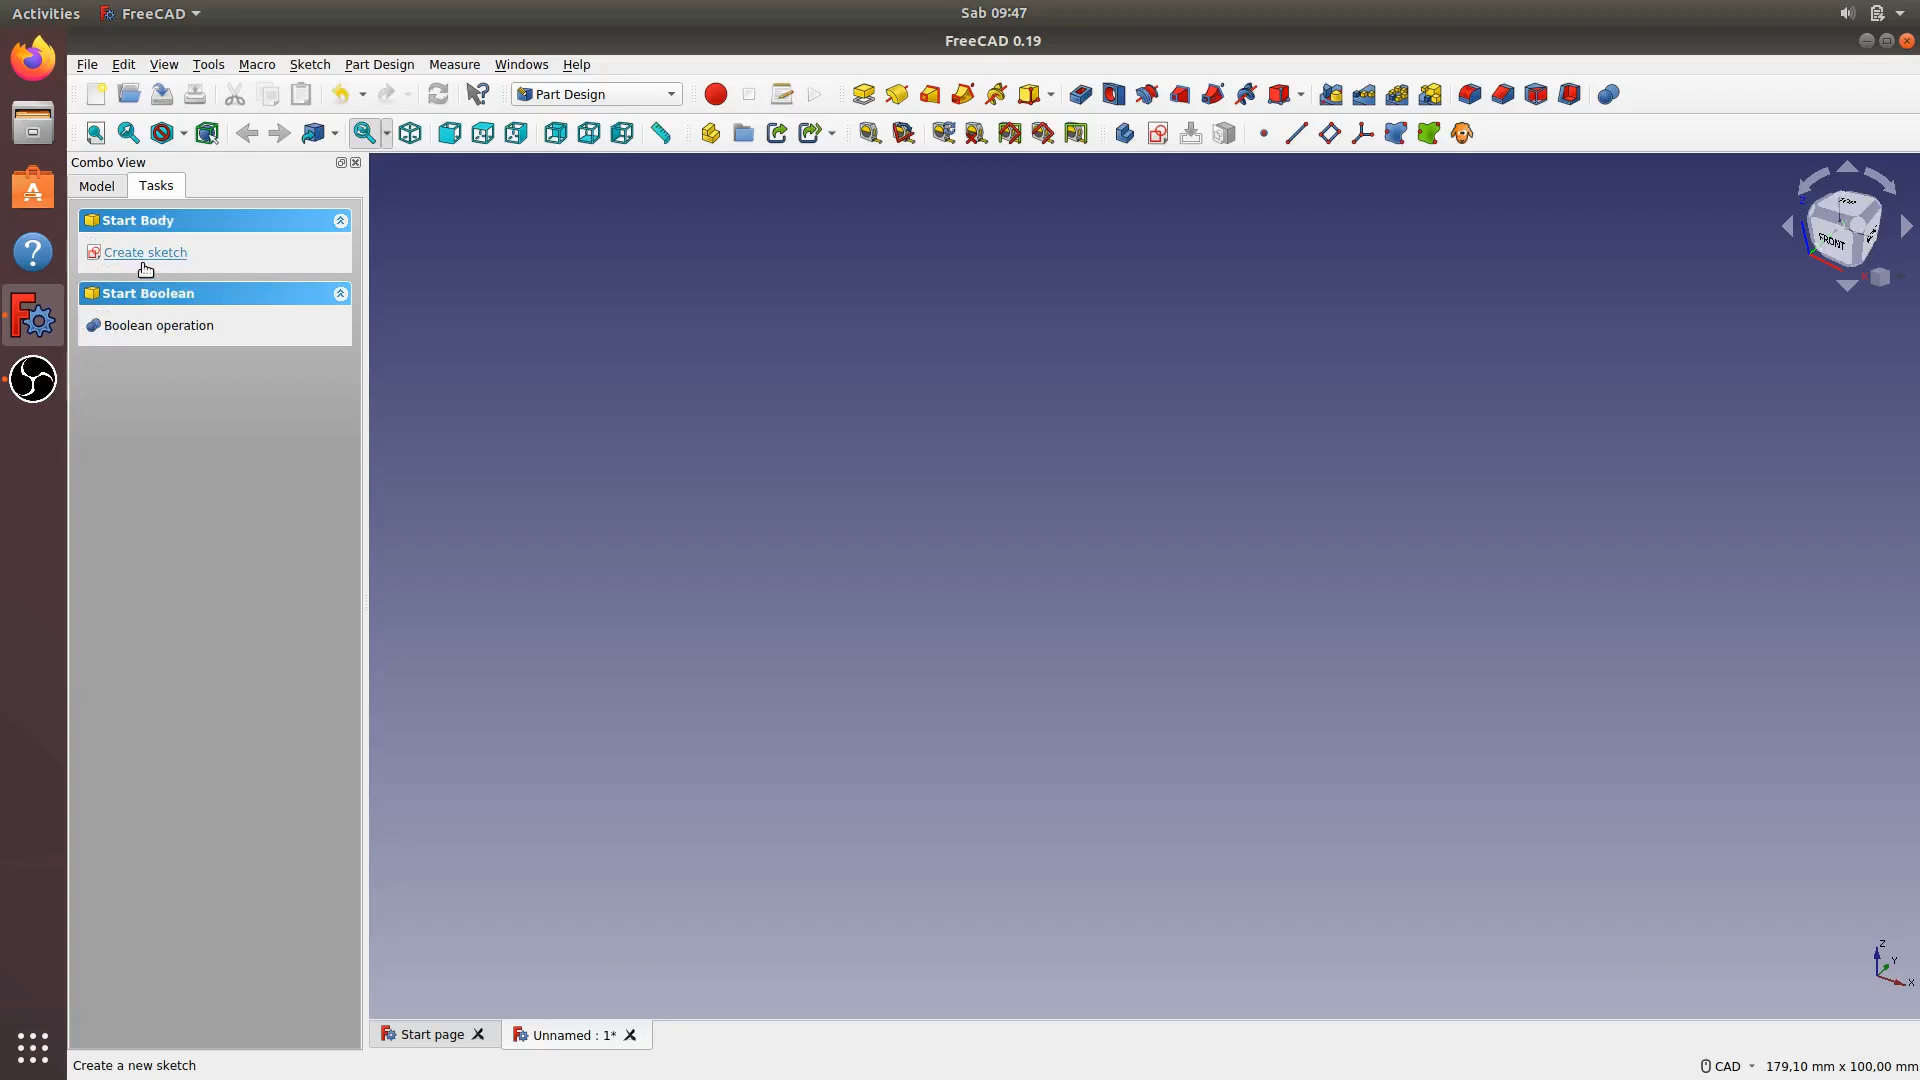 Activities FreeCAD Sab 09:47
FreeCAD 0.19
File Edit View Tools Macro Sketch Part Design Measure Windows Help
Part Design
Combo View
Model Tasks
Start Body
Create sketch
Start Boolean
Boolean operation
FRONT
Z
Y
X
Start page Unnamed : 1*
Create a new sketch CAD 179,10 mm x 100,00 mm